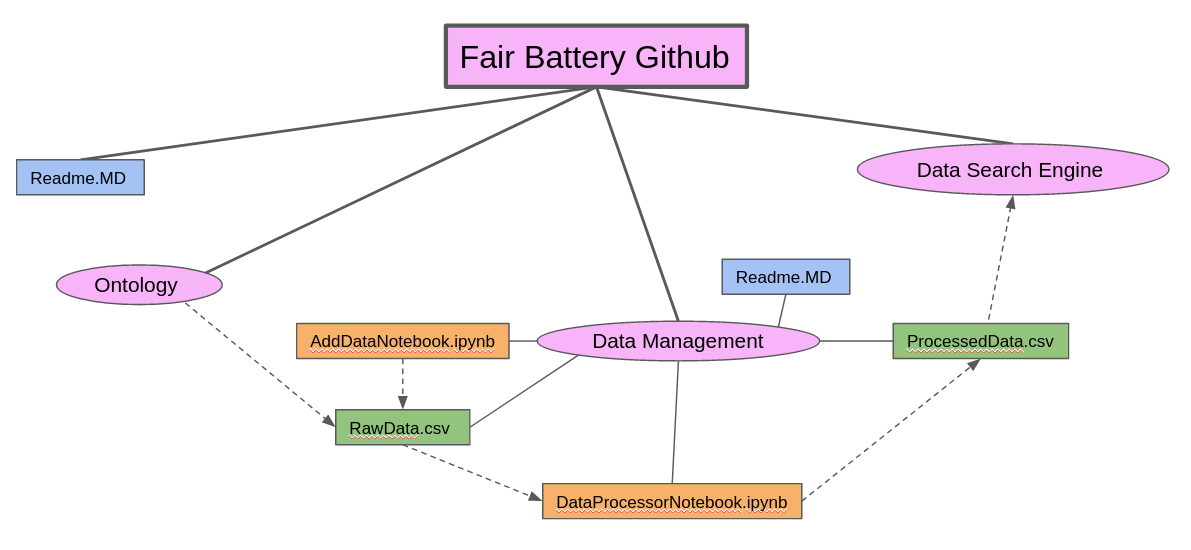 Fair Battery Github
Readme.MD
Data Search Engine
Ontology
Readme.MD
AddDataNotebook.ipynb
Data Management
ProcessedData.csv
RawData.csv
DataProcessorNotebook.ipynb